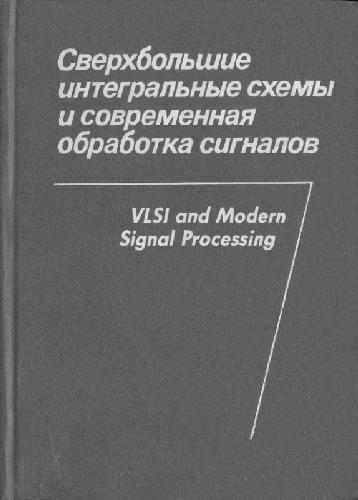 Сверхбольшие
интегральные схемы
и современная
обработка сигналов
VLSI and Modern
Signal Processing